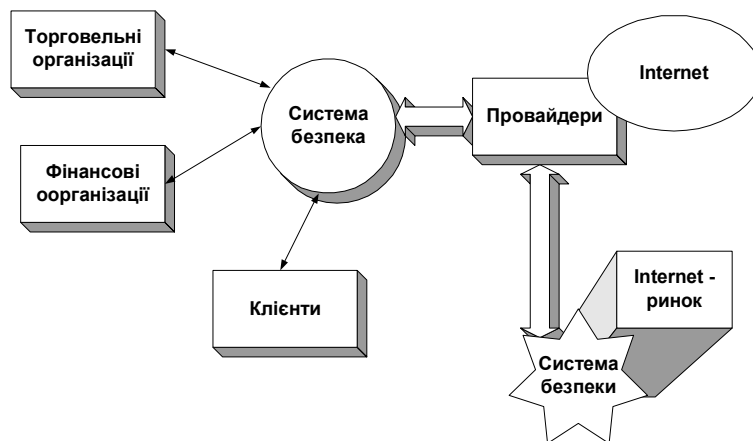 Торговельні
організації
Система
безпека
Провайдери
Internet
Фінансові
оорганізації
Клієнти
Internet -
ринок
Система
безпеки